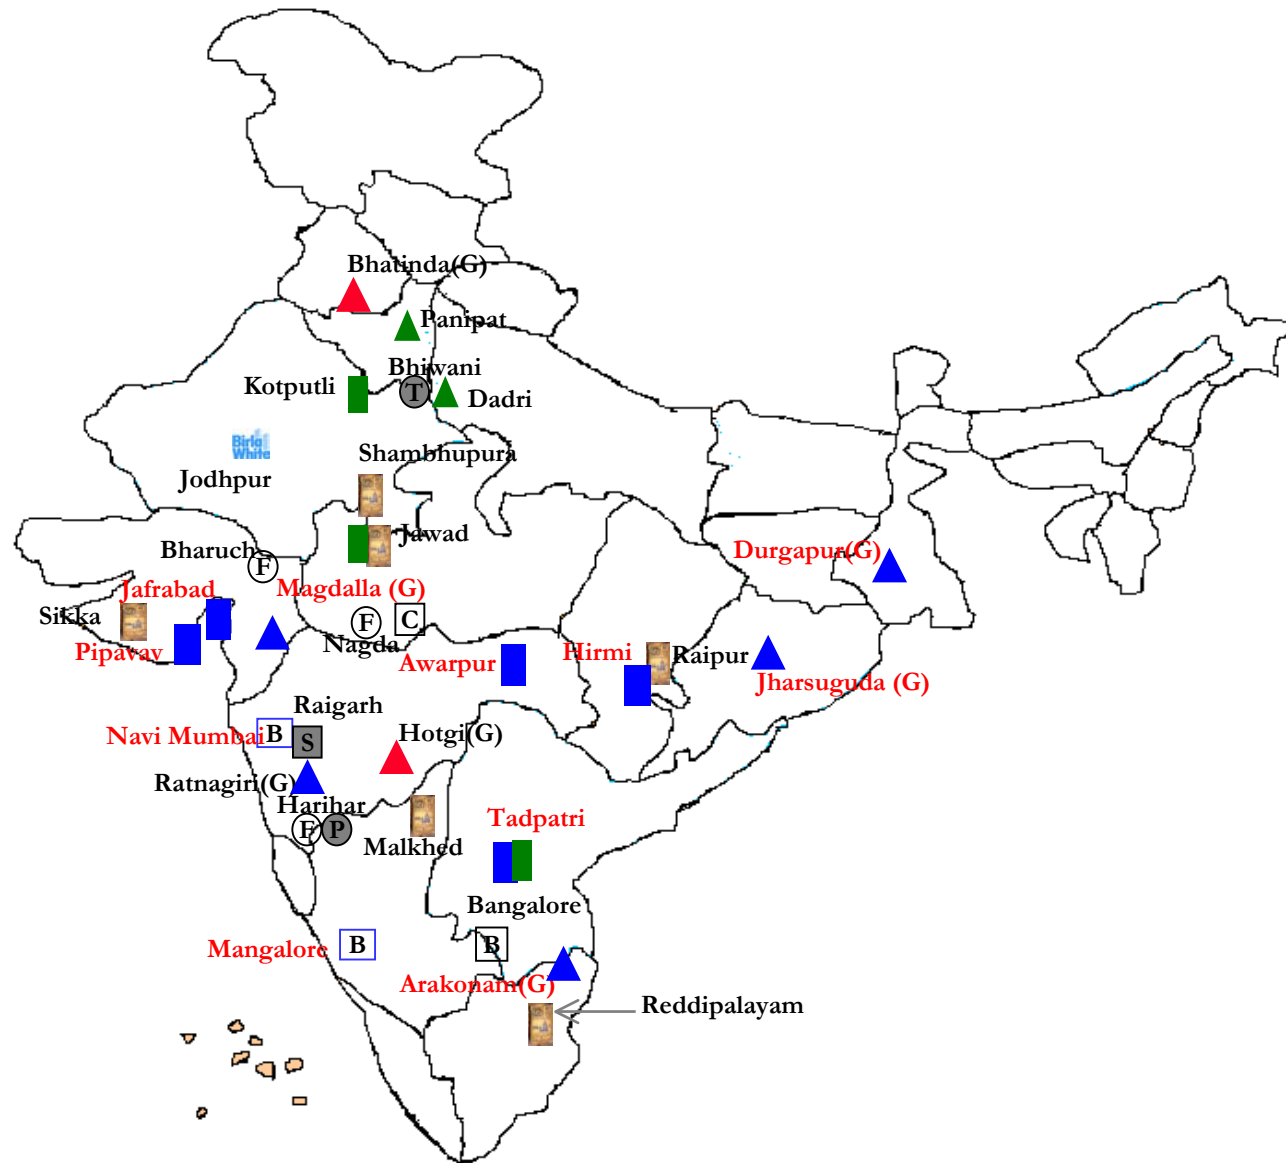 Bhatinda(G)
Panipat
Bhiwani
Kotputli
T
Dadri
Birla
White
Shambhupura
Jodhpur
Jawad
Bharuch
F
Durgapur(G)
Jafrabad
Magdalla (G)
Sikka
F
C
Nagda
Pipavav
Awarpur
Hirmi
Raipur
Jharsuguda (G)
Raigarh
Navi Mumbai
B
S
Hotgi(G)
Ratnagiri(G)
Harihar
F
P
Malkhed
Tadpatri
Bangalore
Mangalore
B
B
Arakonam(G)
Reddipalayam